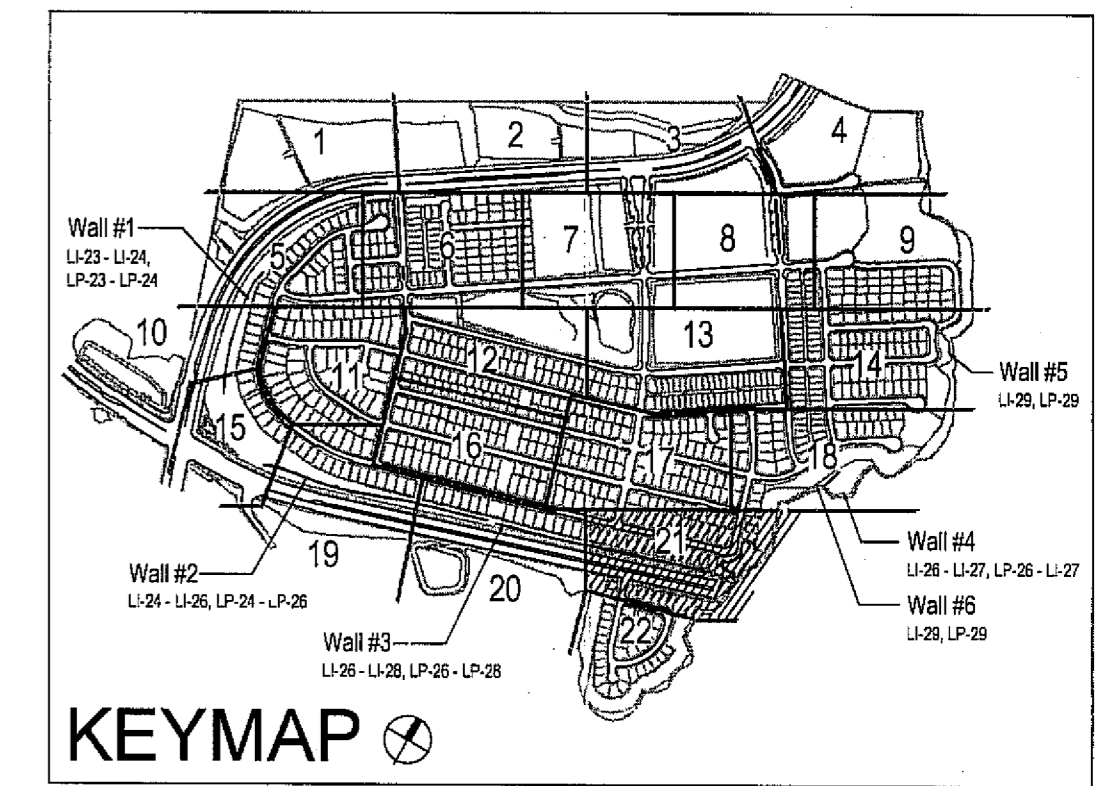 1
2
3
4
Wall #1
LI-23 - LI-24,
LP-23 - LP-24
5
6
7
8
9
10
11
12
13
14
Wall #5
LI-29, LP-29
15
16
17
18
19
20
21
22
Wall #2
LI-24 - LI-26, LP-24 - LP-26
Wall #3
LI-26 - LI-28, LP-26 - LP-28
Wall #4
LI-26 - LI-27, LP-26 - LI-27
Wall #6
LI-29, LP-29
KEYMAP